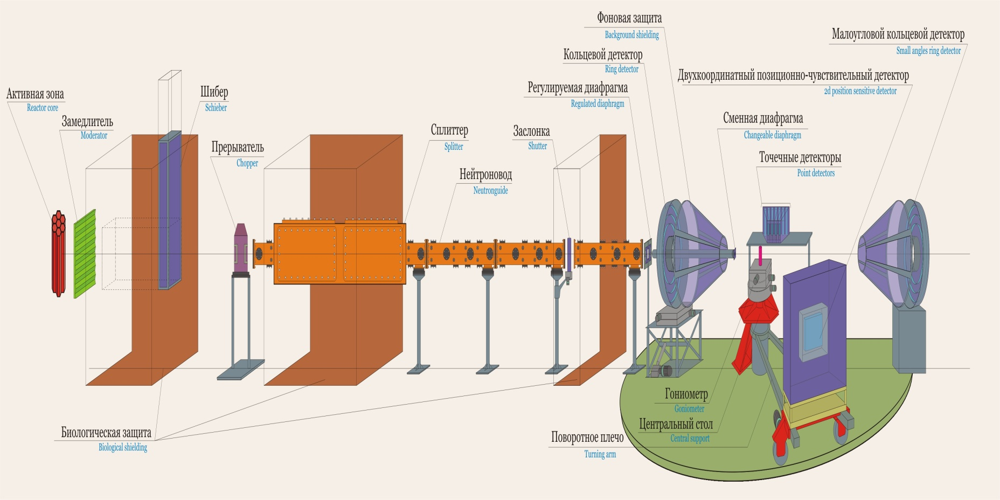 Фоновая защита
Background shielding
Малоугловой кольцевой детектор
Small angles ring detector
Кольцевой детектор
Ring detector
Двухкоординатный позиционно-чувствительный детектор
2d position sensitive detector
Регулируемая диафрагма
Regulated diaphragm
Активная зона
Reactor core
Шибер
Schieber
Замедлитель
Moderator
Сменная диафрагма
Changeable diaphragm
Сплиттер
Splitter
Заслонка
Shutter
Прерыватель
Chopper
Точечные детекторы
Point detectors
Нейтроновод
Neutronguide
Гониометр
Goniometer
Центральный стол
Central support
Биологическая защита
Biological shielding
Поворотное плечо
Turning arm